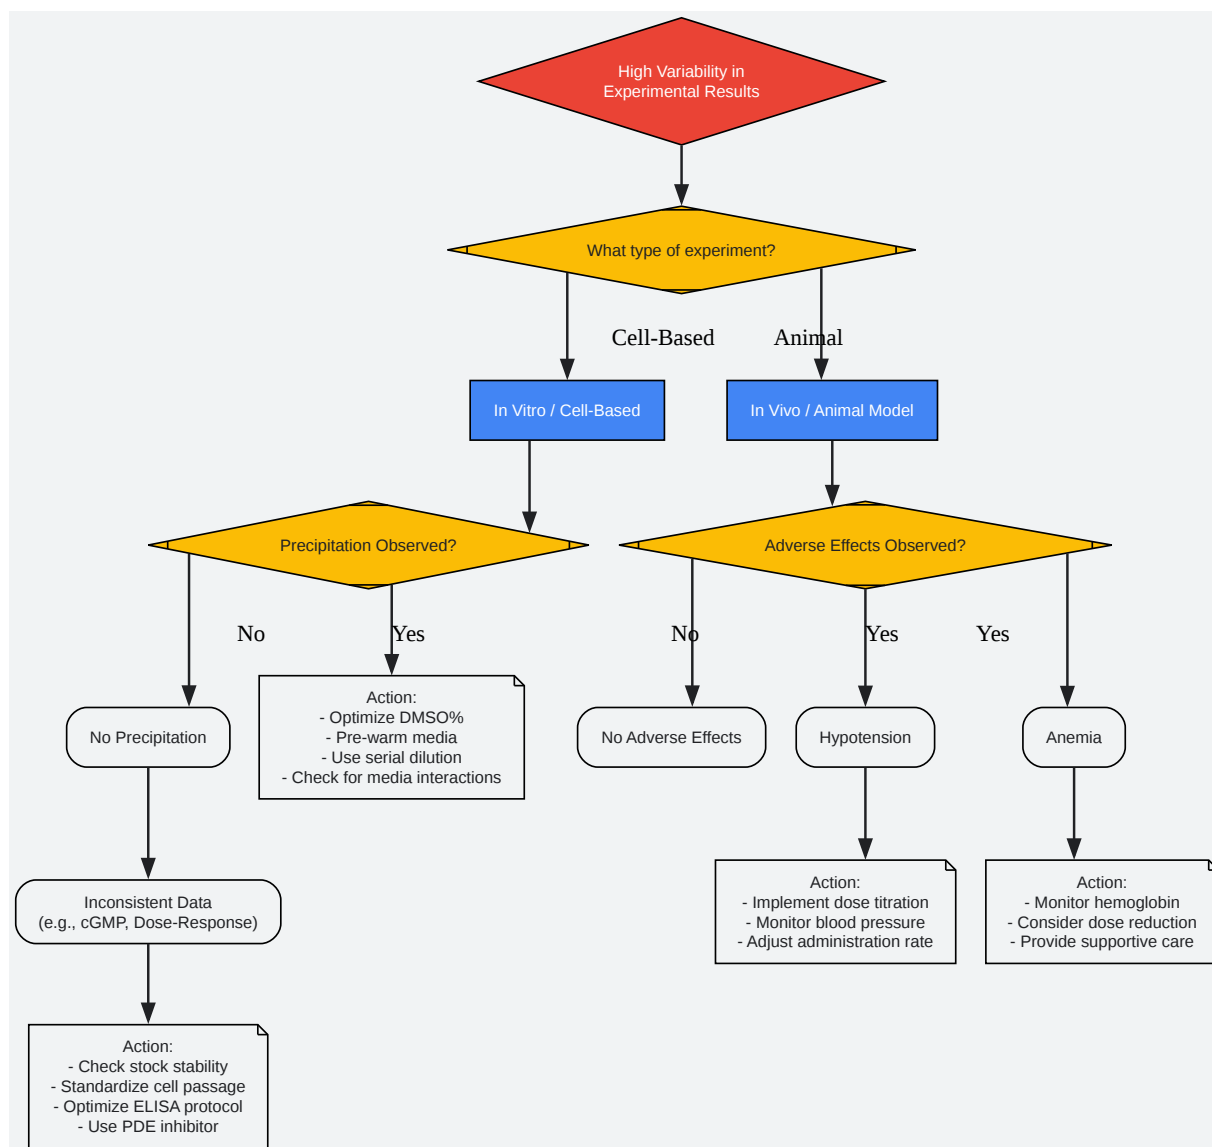 High Variability in
Experimental Results
What type of experiment?
Cell-Based
Animal
In Vitro / Cell-Based
In Vivo / Animal Model
Precipitation Observed?
Adverse Effects Observed?
No
Yes
No
Yes
Yes
No Precipitation
Action:
- Optimize DMSO%
- Pre-warm media
- Use serial dilution
- Check for media interactions
No Adverse Effects
Hypotension
Anemia
Inconsistent Data
(e.g., cGMP, Dose-Response)
Action:
- Implement dose titration
- Monitor blood pressure
- Adjust administration rate
Action:
- Monitor hemoglobin
- Consider dose reduction
- Provide supportive care
Action:
- Check stock stability
- Standardize cell passage
- Optimize ELISA protocol
- Use PDE inhibitor